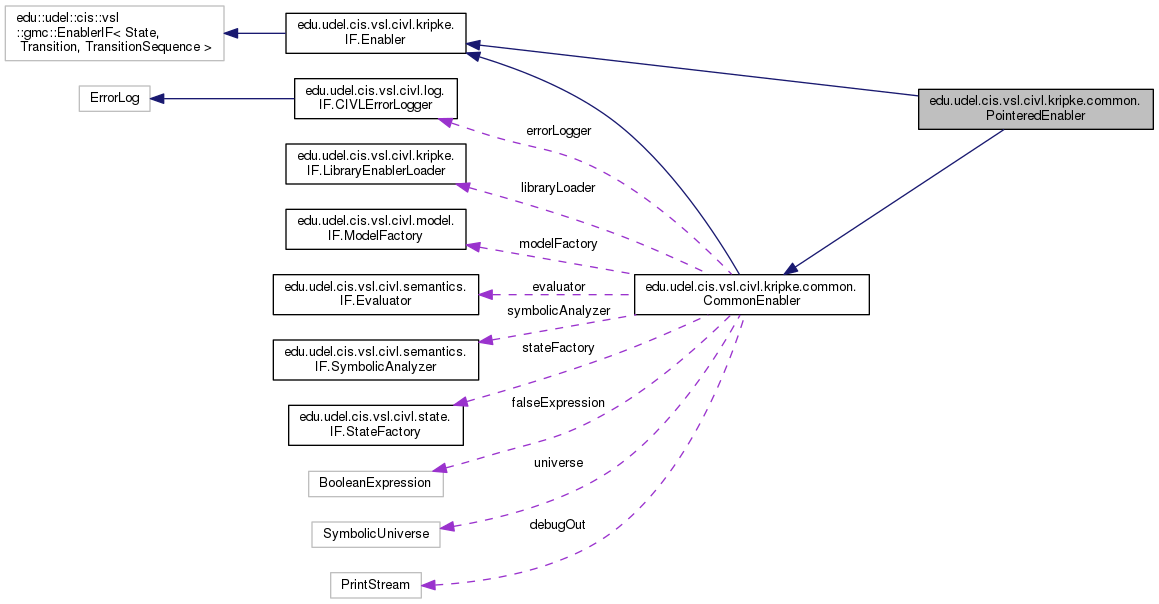 edu::udel::cis::vsl
::gmc::EnablerIF< State,
Transition, TransitionSequence >
edu.udel.cis.vsl.civl.kripke.
IF.Enabler
ErrorLog
edu.udel.cis.vsl.civl.log.
IF.CIVLErrorLogger
edu.udel.cis.vsl.civl.kripke.common.
PointeredEnabler
errorLogger
edu.udel.cis.vsl.civl.kripke.
IF.LibraryEnablerLoader
libraryLoader
edu.udel.cis.vsl.civl.model.
IF.ModelFactory
modelFactory
edu.udel.cis.vsl.civl.semantics.
IF.Evaluator
evaluator
edu.udel.cis.vsl.civl.kripke.common.
CommonEnabler
symbolicAnalyzer
edu.udel.cis.vsl.civl.semantics.
IF.SymbolicAnalyzer
stateFactory
edu.udel.cis.vsl.civl.state.
IF.StateFactory
falseExpression
BooleanExpression
universe
SymbolicUniverse
debugOut
PrintStream